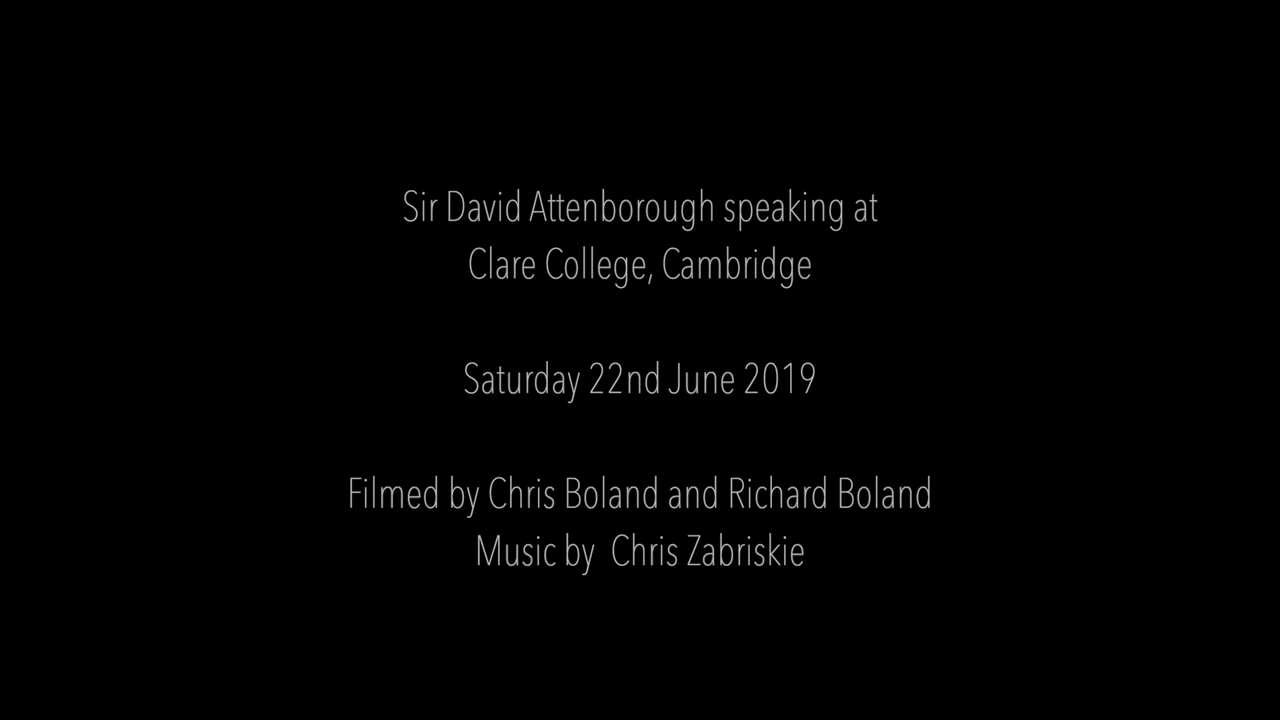 Sir David Attenborough speaking at
Clare College, Cambridge
Saturday 22nd June 2019
Filmed by Chris Boland and Richard Boland
Music by  Chris Zabriskie